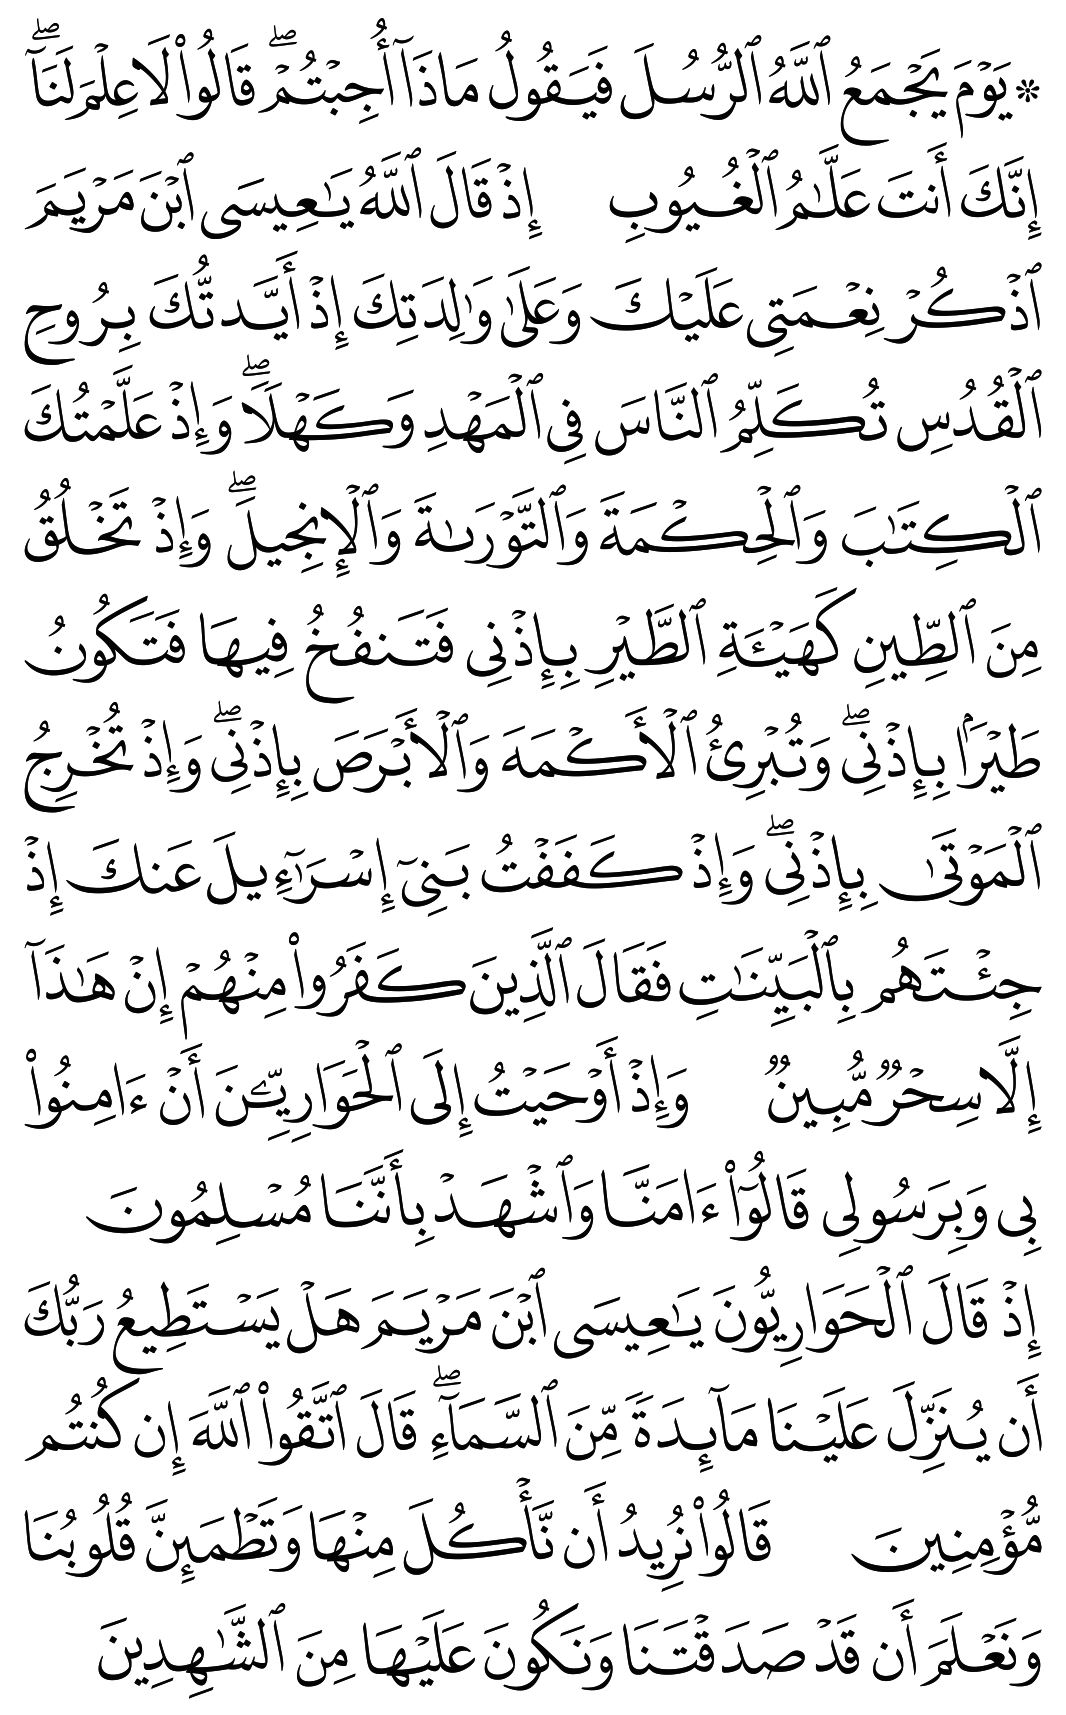 ۞ يَوْمَ يَجْمَعُ ٱللَّهُ ٱلرُّسُلَ فَيَقُولُ مَاذَآ أُجِبْتُمْ ۖ قَالُوا۟ لَا عِلْمَ لَنَآ ۖ
إِنَّكَ أَنتَ عَلَّـٰمُ ٱلْغُيُوبِ إِذْ قَالَ ٱللَّهُ يَـٰعِيسَى ٱبْنَ مَرْيَمَ
ٱذْكُرْ نِعْمَتِى عَلَيْكَ وَعَلَىٰ وَٰلِدَتِكَ إِذْ أَيَّدتُّكَ بِرُوحِ
ٱلْقُدُسِ تُكَلِّمُ ٱلنَّاسَ فِى ٱلْمَهْدِ وَكَهْلًا ۖ وَإِذْ عَلَّمْتُكَ
ٱلْكِتَـٰبَ وَٱلْحِكْمَةَ وَٱلتَّوْرَىٰةَ وَٱلْإِنجِيلَ ۖ وَإِذْ تَخْلُقُ
مِنَ ٱلطِّينِ كَهَيْـَٔةِ ٱلطَّيْرِ بِإِذْنِى فَتَنفُخُ فِيهَا فَتَكُونُ
طَيْرًۢا بِإِذْنِى ۖ وَتُبْرِئُ ٱلْأَكْمَهَ وَٱلْأَبْرَصَ بِإِذْنِى ۖ وَإِذْ تُخْرِجُ
ٱلْمَوْتَىٰ بِإِذْنِى ۖ وَإِذْ كَفَفْتُ بَنِىٓ إِسْرَٰٓءِيلَ عَنكَ إِذْ
جِئْتَهُم بِٱلْبَيِّنَـٰتِ فَقَالَ ٱلَّذِينَ كَفَرُوا۟ مِنْهُمْ إِنْ هَـٰذَآ
إِلَّا سِحْرٌ مُّبِينٌ وَإِذْ أَوْحَيْتُ إِلَى ٱلْحَوَارِيِّـۧنَ أَنْ ءَامِنُوا۟
بِى وَبِرَسُولِى قَالُوٓا۟ ءَامَنَّا وَٱشْهَدْ بِأَنَّنَا مُسْلِمُونَ
إِذْ قَالَ ٱلْحَوَارِيُّونَ يَـٰعِيسَى ٱبْنَ مَرْيَمَ هَلْ يَسْتَطِيعُ رَبُّكَ
أَن يُنَزِّلَ عَلَيْنَا مَآئِدَةً مِّنَ ٱلسَّمَآءِ ۖ قَالَ ٱتَّقُوا۟ ٱللَّهَ إِن كُنتُم
مُّؤْمِنِينَ قَالُوا۟ نُرِيدُ أَن نَّأْكُلَ مِنْهَا وَتَطْمَئِنَّ قُلُوبُنَا
وَنَعْلَمَ أَن قَدْ صَدَقْتَنَا وَنَكُونَ عَلَيْهَا مِنَ ٱلشَّـٰهِدِينَ